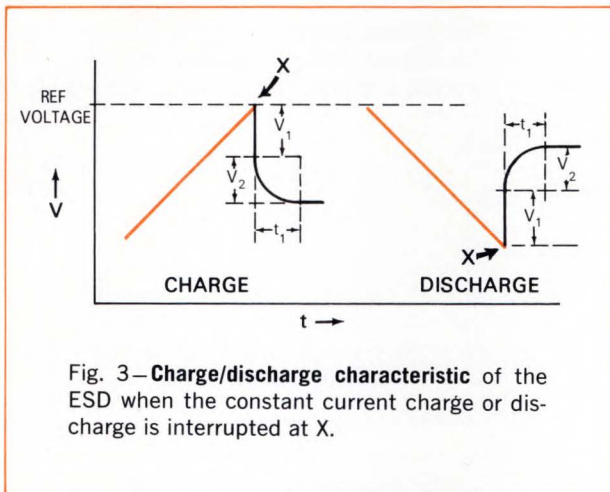 X
REF
VOLTAGE
V₁
t₁
V₂
V₂
V
V₁
t₁
X
CHARGE
DISCHARGE
t
Fig. 3–Charge/discharge characteristic of the
ESD when the constant current charge or dis-
charge is interrupted at X.